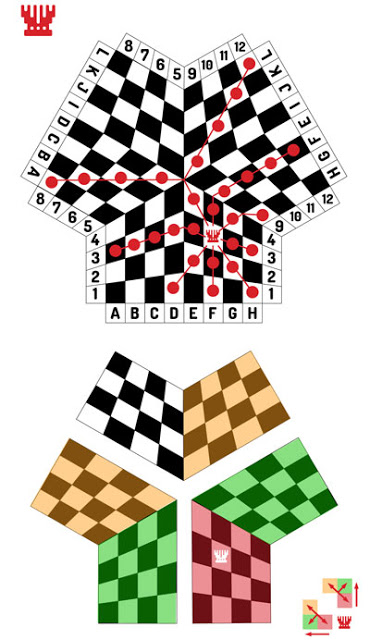 8 7 6 5 9 10 11 12
L K J I D C B A
L K J I E F G H
8 7 6 5
9 10 11 12
4 4
3 3
2 2
1 1
A B C D E F G H